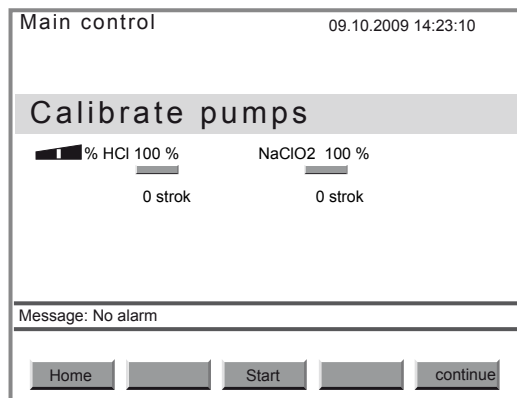 Main control 09.10.2009 14:23:10
Calibrate pumps
% HCl 100 % NaClO2 100 %
0 strok 0 strok
Message: No alarm
Home Start continue